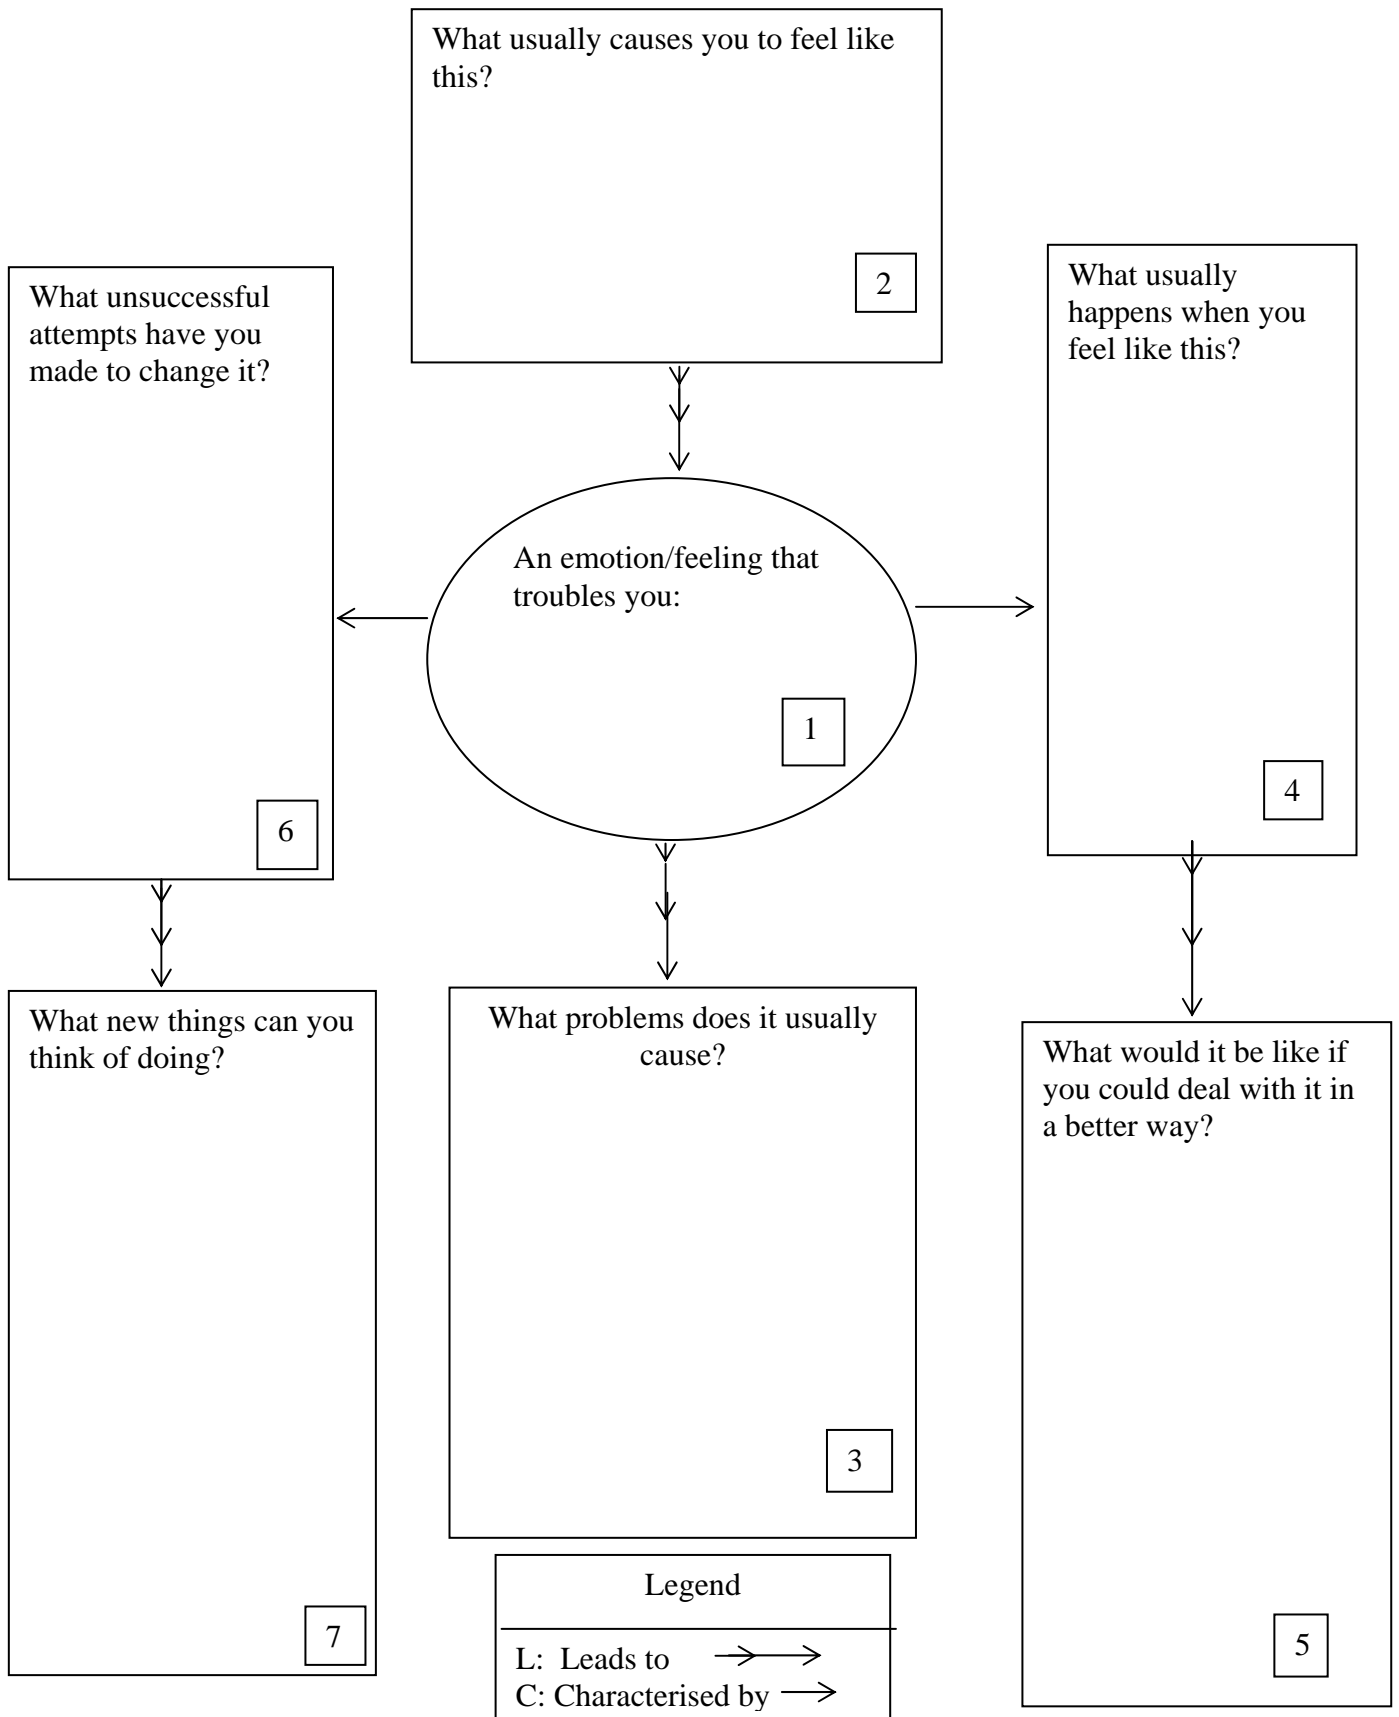 What usually causes you to feel like
this?
2
What unsuccessful
attempts have you
made to change it?
6
What usually
happens when you
feel like this?
4
An emotion/feeling that
troubles you:
1
What new things can you
think of doing?
7
What problems does it usually
cause?
3
What would it be like if
you could deal with it in
a better way?
5
Legend
L: Leads to
C: Characterised by